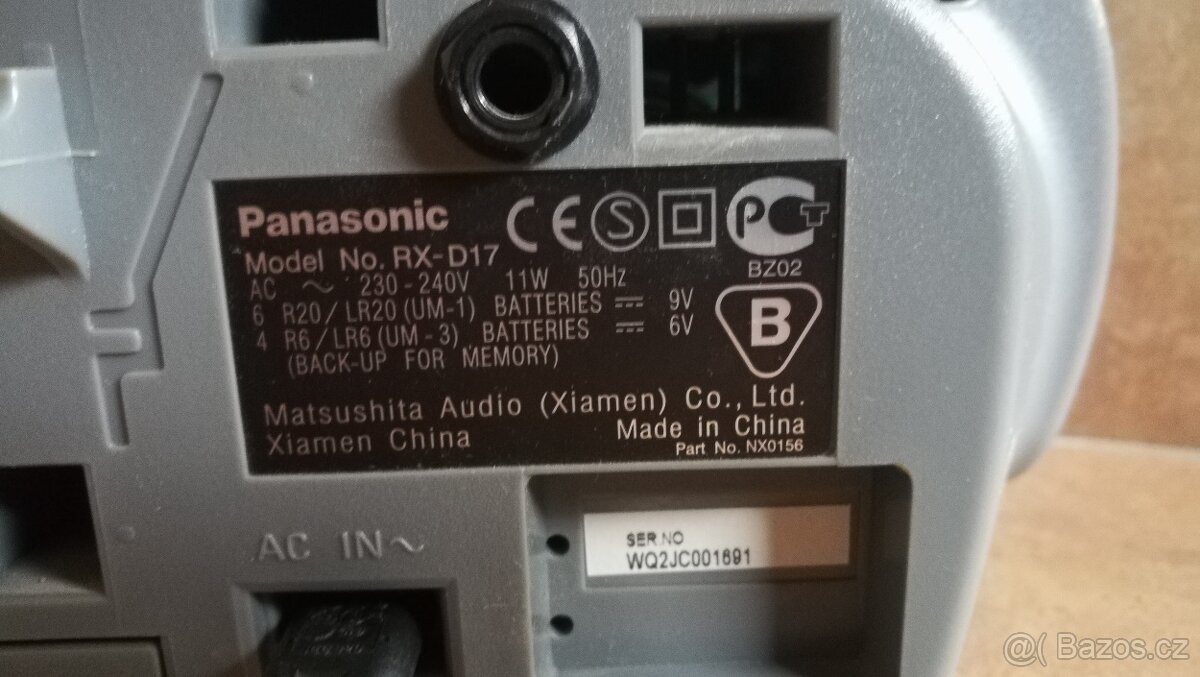 Panasonic
CE S PCT
Model No. RX-D17
BZ02
AC ~ 230-240V 11W 50Hz
6 R20/LR20 (UM-1) BATTERIES 9V
4 R6/LR6 (UM-3) BATTERIES 6V
(BACK-UP FOR MEMORY)
B
Matsushita Audio (Xiamen) Co., Ltd.
Xiamen China
Made in China
Part No. NX0156
AC IN~
SER.NO
WQ2JC001691
@( Bazos.cz